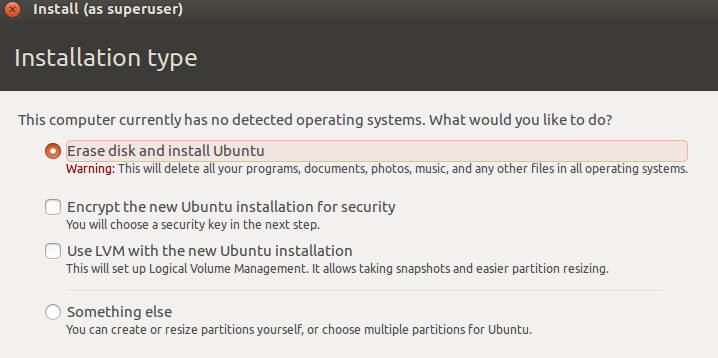 Install (as superuser)
Installation type
This computer currently has no detected operating systems. What would you like to do?
Erase disk and install Ubuntu
Warning: This will delete all your programs, documents, photos, music, and any other files in all operating systems.
Encrypt the new Ubuntu installation for security
You will choose a security key in the next step.
Use LVM with the new Ubuntu installation
This will set up Logical Volume Management. It allows taking snapshots and easier partition resizing.
Something else
You can create or resize partitions yourself, or choose multiple partitions for Ubuntu.